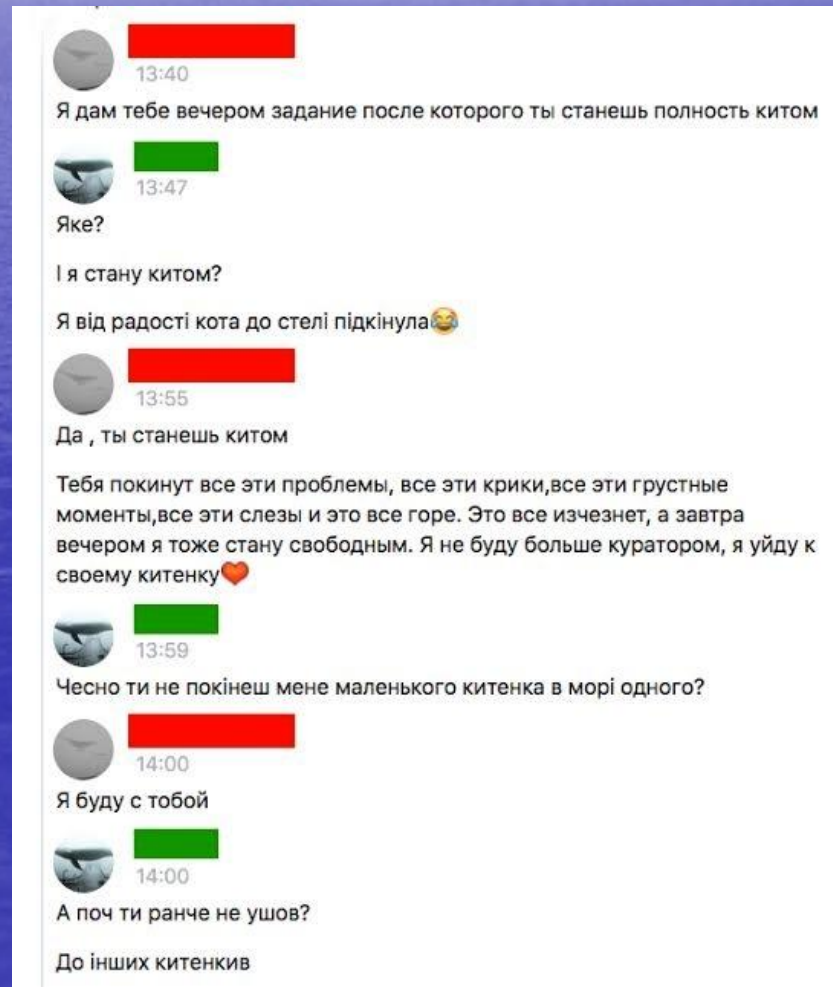 13:40
Я дам тебе вечером задание после которого ты станешь полность китом
13:47
Яке?
І я стану китом?
Я від радості кота до стелі підкінула😂
13:55
Да , ты станешь китом
Тебя покинут все эти проблемы, все эти крики,все эти грустные
моменты,все эти слезы и это все горе. Это все изчезнет, а завтра
вечером я тоже стану свободным. Я не буду больше куратором, я уйду к
своему китенку❤️
13:59
Чесно ти не покінеш мене маленького китенка в морі одного?
14:00
Я буду с тобой
14:00
А поч ти ранче не ушов?
До інших китенкив